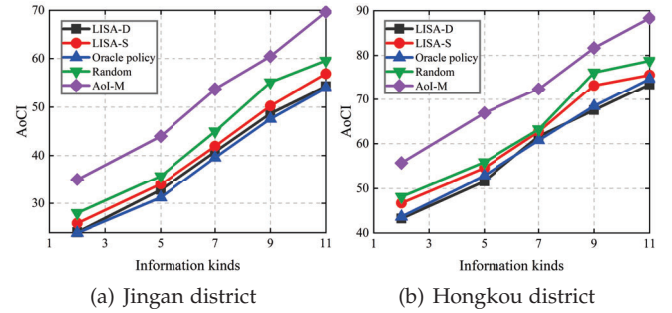 70
60
50
40
30
AoCI
LISA-D
LISA-S
Oracle policy
Random
AoI-M
1 3 5 7 9 11
Information kinds
(a) Jingan district
90
80
70
60
50
40
AoCI
LISA-D
LISA-S
Oracle policy
Random
AoI-M
1 3 5 7 9 11
Information kinds
(b) Hongkou district